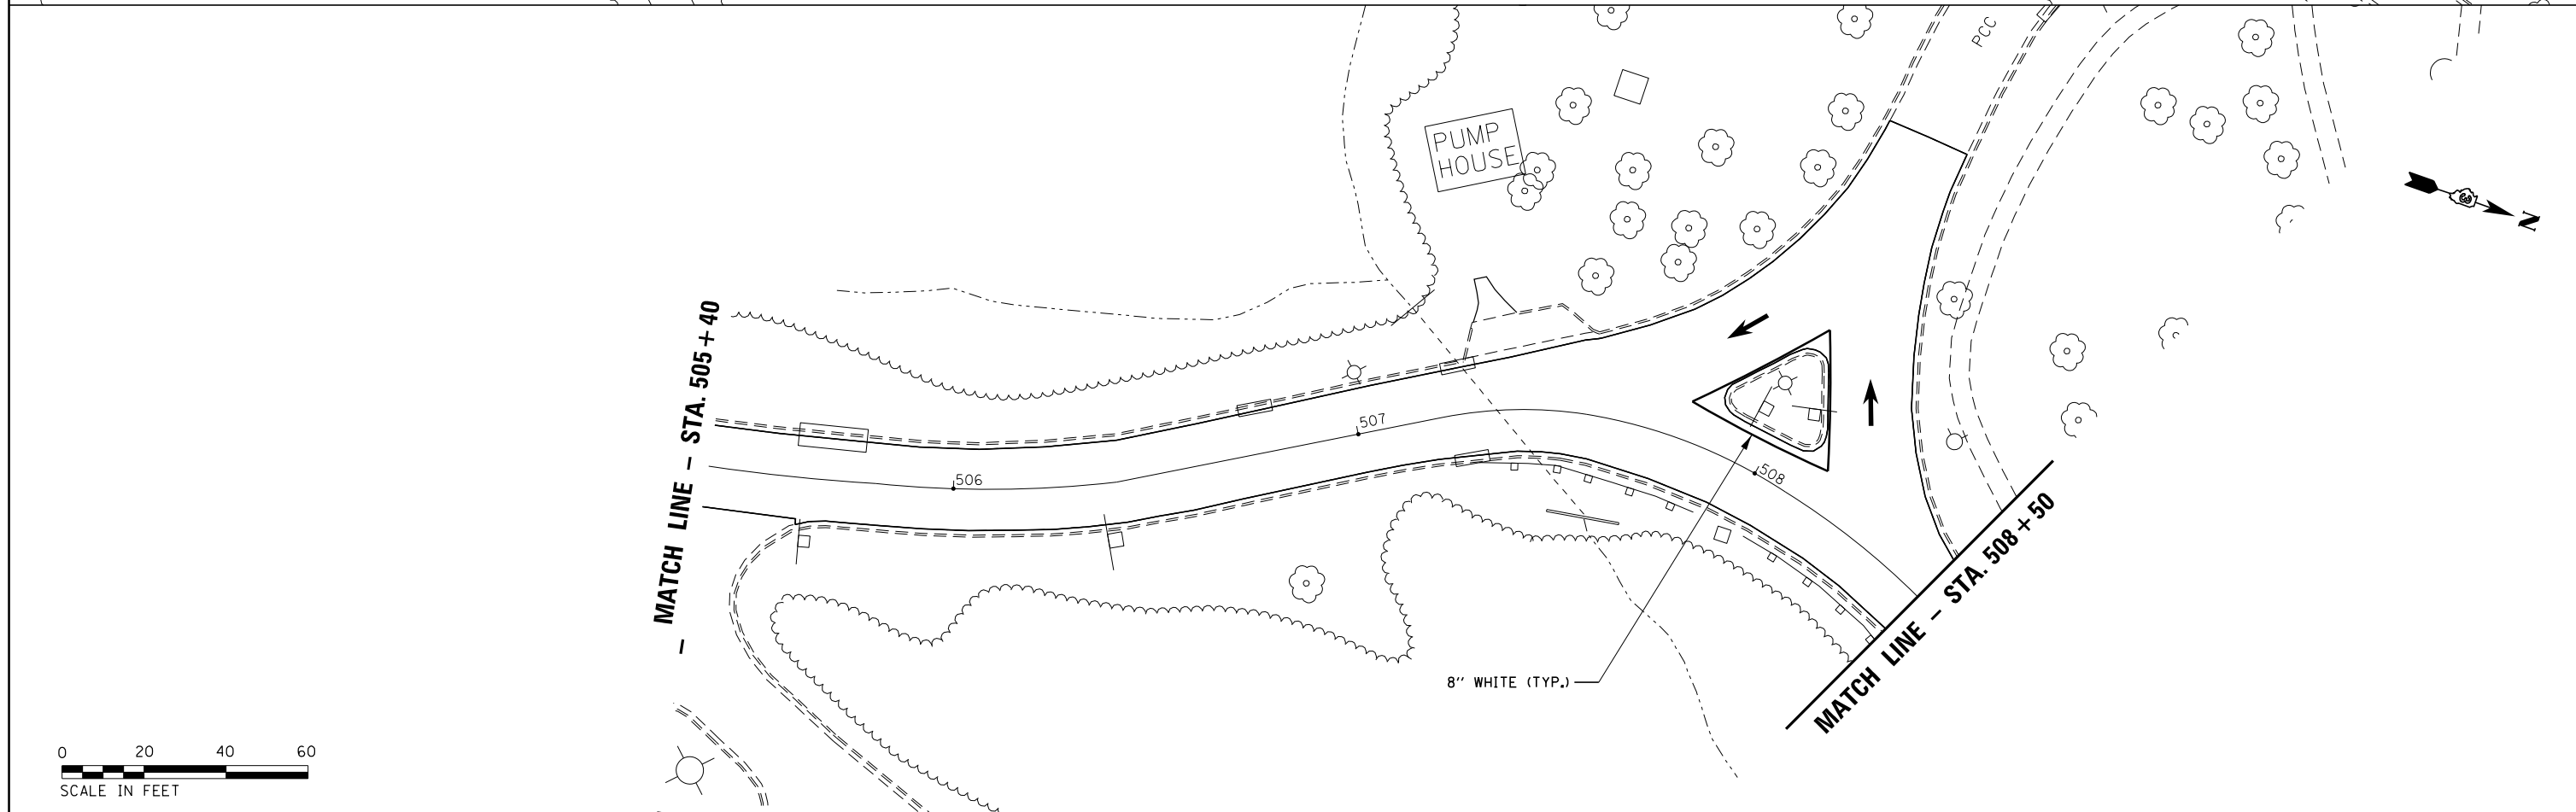 PCC
PUMP
HOUSE
N
MATCH LINE - STA. 505+40
507
506
508
MATCH LINE - STA. 508+50
8" WHITE (TYP.)
0 20 40 60
SCALE IN FEET